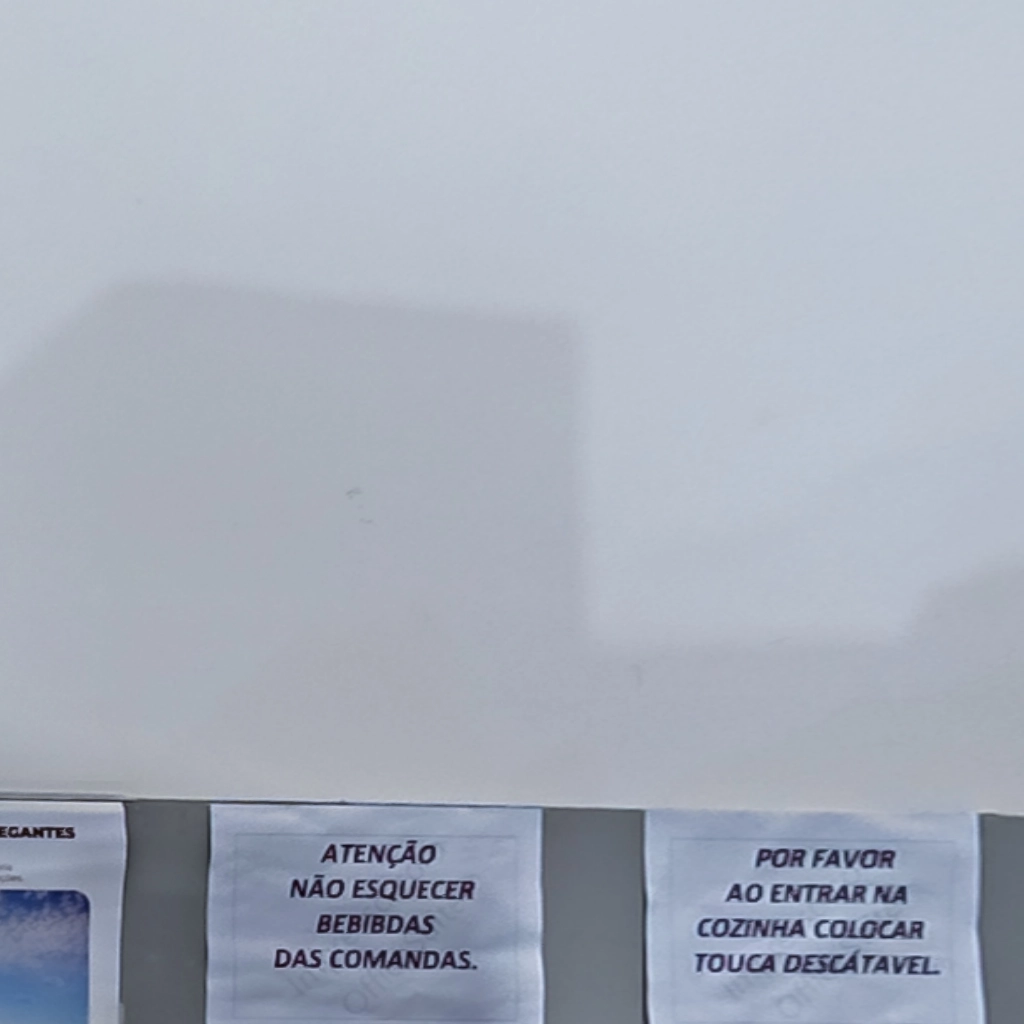 EGANTES
ATENÇÃO
NÃO ESQUECER
BEBIBDAS
DAS COMANDAS.
POR FAVOR
AO ENTRAR NA
COZINHA COLOCAR
TOUCA DESCÁTAVEL.